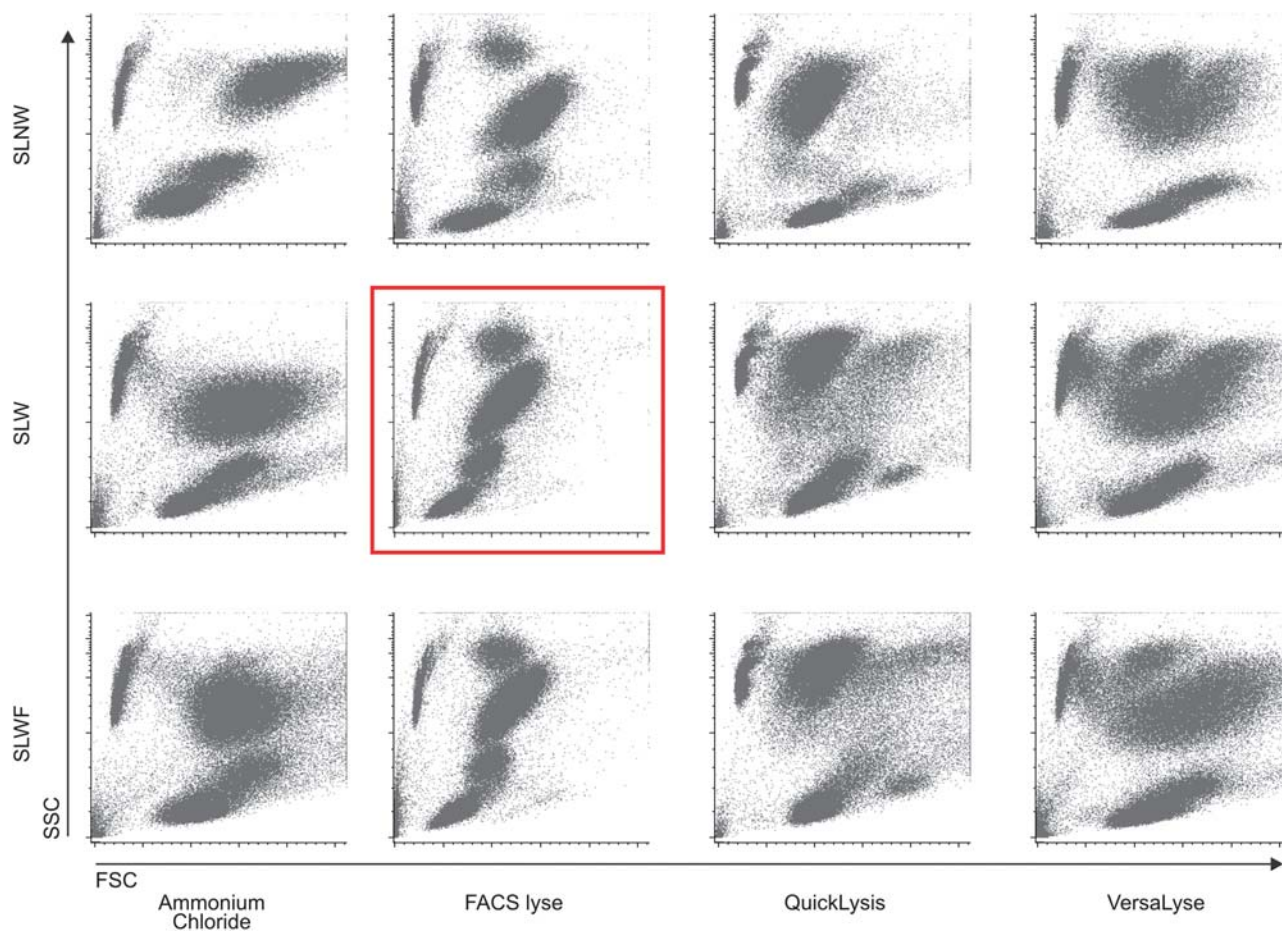 SLNW
SLW
SLWF
SSC
FSC
Ammonium
Chloride
FACS lyse
QuickLysis
VersaLyse